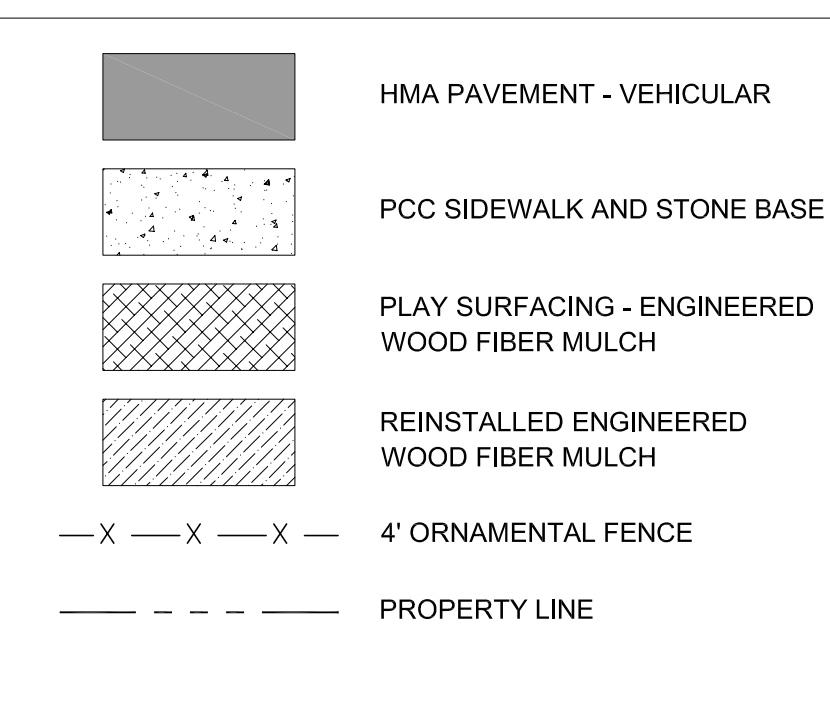 HMA PAVEMENT - VEHICULAR
PCC SIDEWALK AND STONE BASE
PLAY SURFACING - ENGINEERED
WOOD FIBER MULCH
REINSTALLED ENGINEERED
WOOD FIBER MULCH
X X X 4' ORNAMENTAL FENCE
PROPERTY LINE